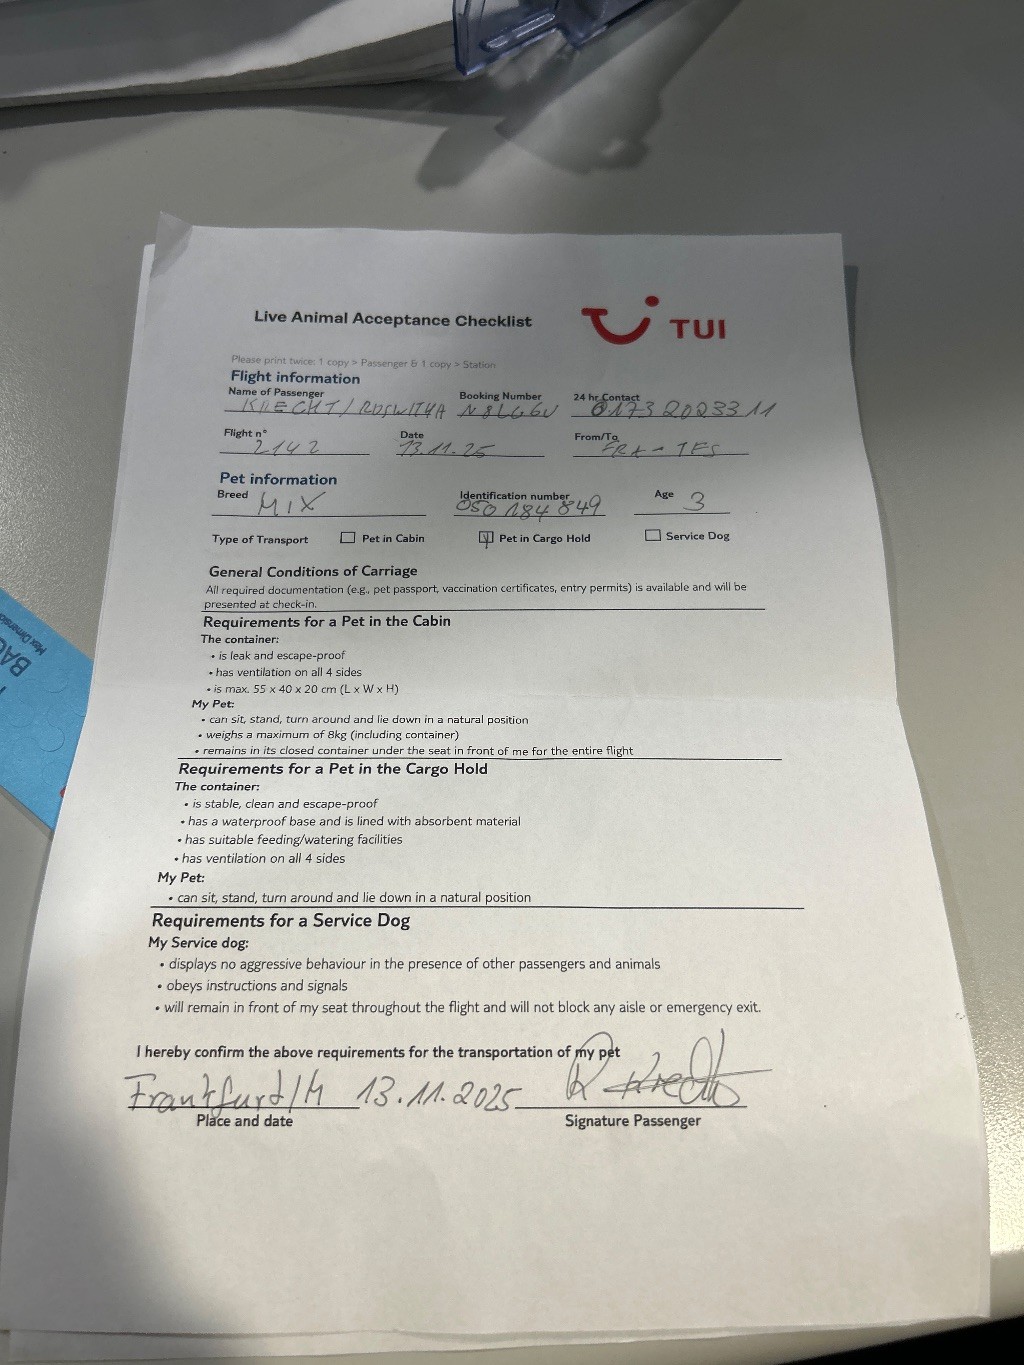 Live Animal Acceptance Checklist
TUI
Please print twice: 1 copy > Passenger & 1 copy > Station
Flight information
Name of Passenger Booking Number 24 hr Contact
KNECHT/ROSWITHA N8LG6U 0173 2023311
Flight n° Date From/To
2142 13.11.25 FRA - TFS
Pet information
Breed Identification number Age
MIX 050 184 849 3
Type of Transport Pet in Cabin Pet in Cargo Hold Service Dog
General Conditions of Carriage
All required documentation (e.g., pet passport, vaccination certificates, entry permits) is available and will be
presented at check-in.
Requirements for a Pet in the Cabin
The container:
• is leak and escape-proof
• has ventilation on all 4 sides
• is max. 55 x 40 x 20 cm (L x W x H)
My Pet:
• can sit, stand, turn around and lie down in a natural position
• weighs a maximum of 8kg (including container)
• remains in its closed container under the seat in front of me for the entire flight
Requirements for a Pet in the Cargo Hold
The container:
• is stable, clean and escape-proof
• has a waterproof base and is lined with absorbent material
• has suitable feeding/watering facilities
• has ventilation on all 4 sides
My Pet:
• can sit, stand, turn around and lie down in a natural position
Requirements for a Service Dog
My Service dog:
• displays no aggressive behaviour in the presence of other passengers and animals
• obeys instructions and signals
• will remain in front of my seat throughout the flight and will not block any aisle or emergency exit.
I hereby confirm the above requirements for the transportation of my pet
Frankfurt/M 13.11.2025 R Knecht
Place and date Signature Passenger